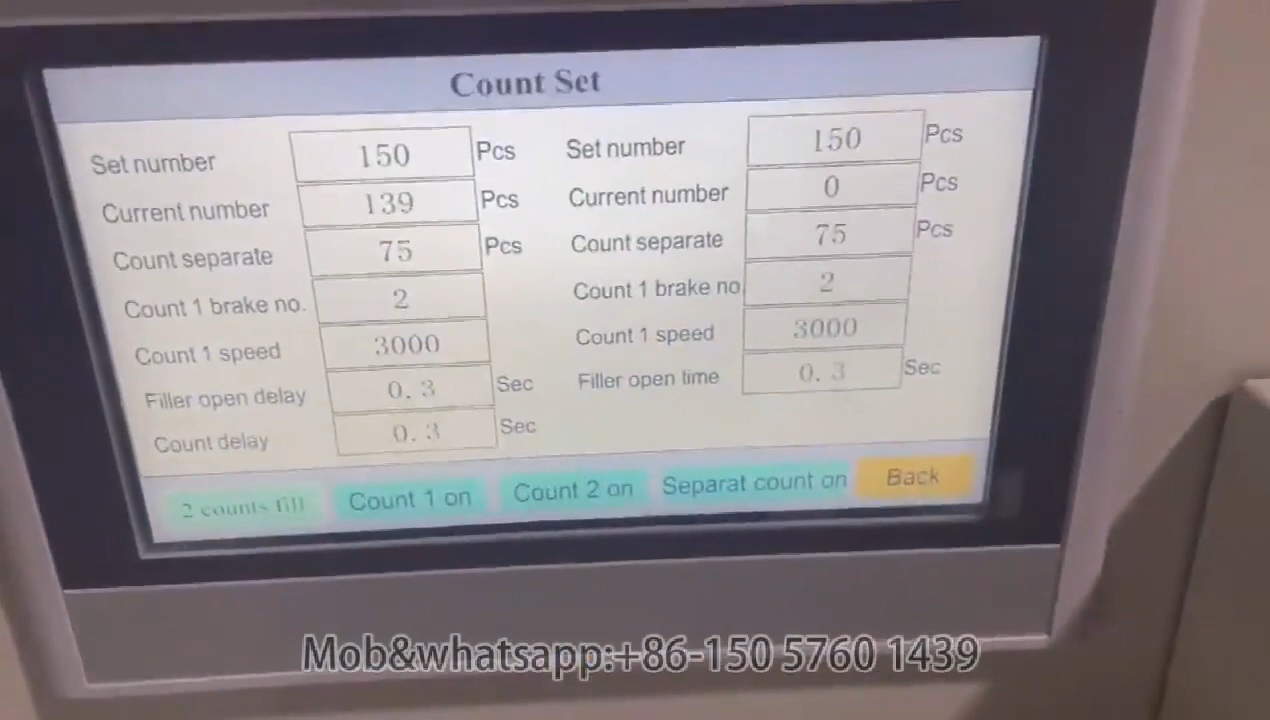 Count Set
Set number 150 Pcs Set number 150 Pcs
Current number 139 Pcs Current number 0 Pcs
Count separate 75 Pcs Count separate 75 Pcs
Count 1 brake no. 2 Count 1 brake no 2
Count 1 speed 3000 Count 1 speed 3000
Filler open delay 0.3 Sec Filler open time 0.3 Sec
Count delay 0.3 Sec
2 counts fill Count 1 on Count 2 on Separat count on Back
Mob&whatsapp:+86-150 5760 1439